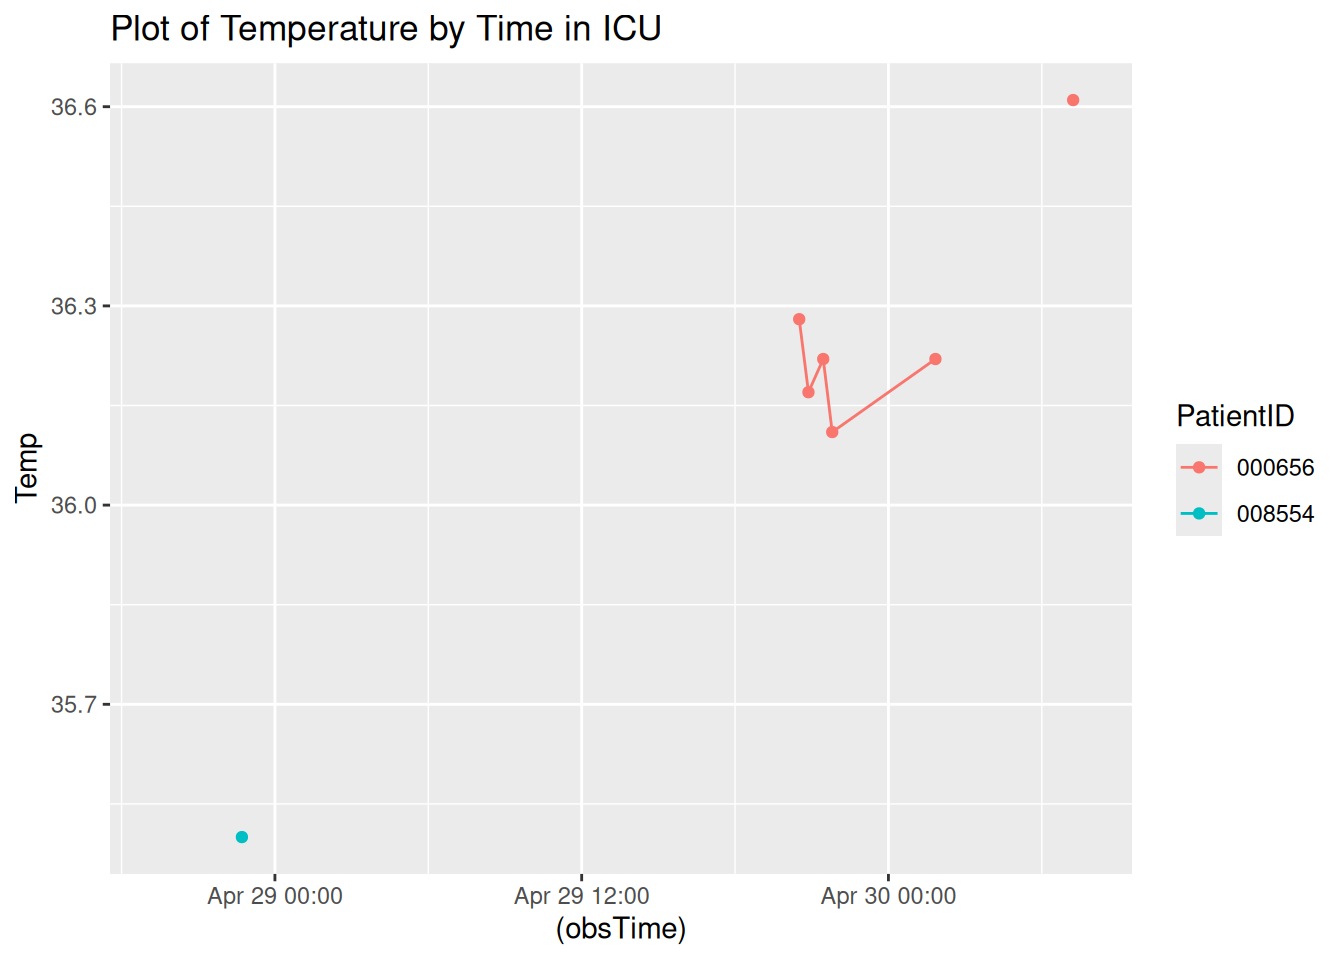 Plot of Temperature by Time in ICU
36.6
36.3
36.0
35.7
Temp
Apr 29 00:00
Apr 29 12:00
Apr 30 00:00
(obsTime)
PatientID
000656
008554